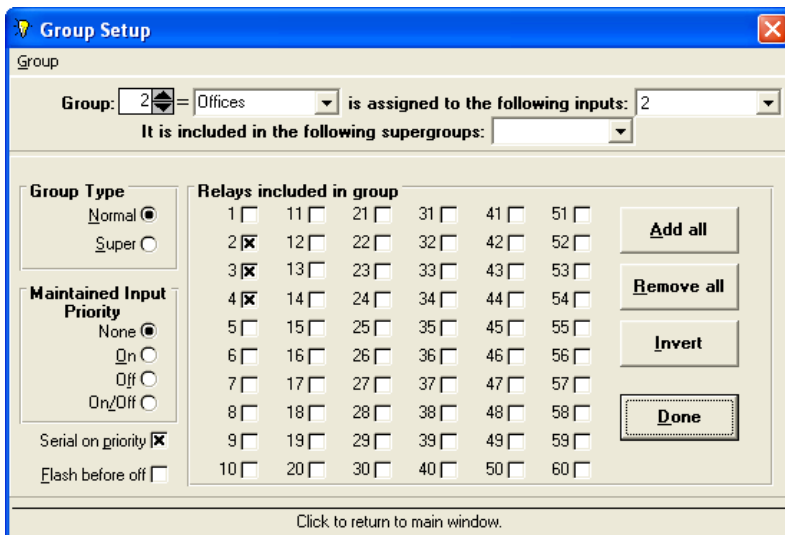 Group Setup
Group
Group: 2 = Offices is assigned to the following inputs: 2
It is included in the following supergroups:
Group Type
Normal
Super
Maintained Input
Priority
None
On
Off
On/Off
Serial on priority
Flash before off
Relays included in group
1 11 21 31 41 51
2 12 22 32 42 52
3 13 23 33 43 53
4 14 24 34 44 54
5 15 25 35 45 55
6 16 26 36 46 56
7 17 27 37 47 57
8 18 28 38 48 58
9 19 29 39 49 59
10 20 30 40 50 60
Add all
Remove all
Invert
Done
Click to return to main window.